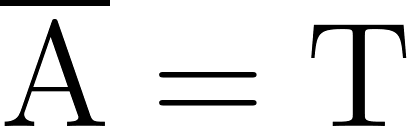 A̅ = T